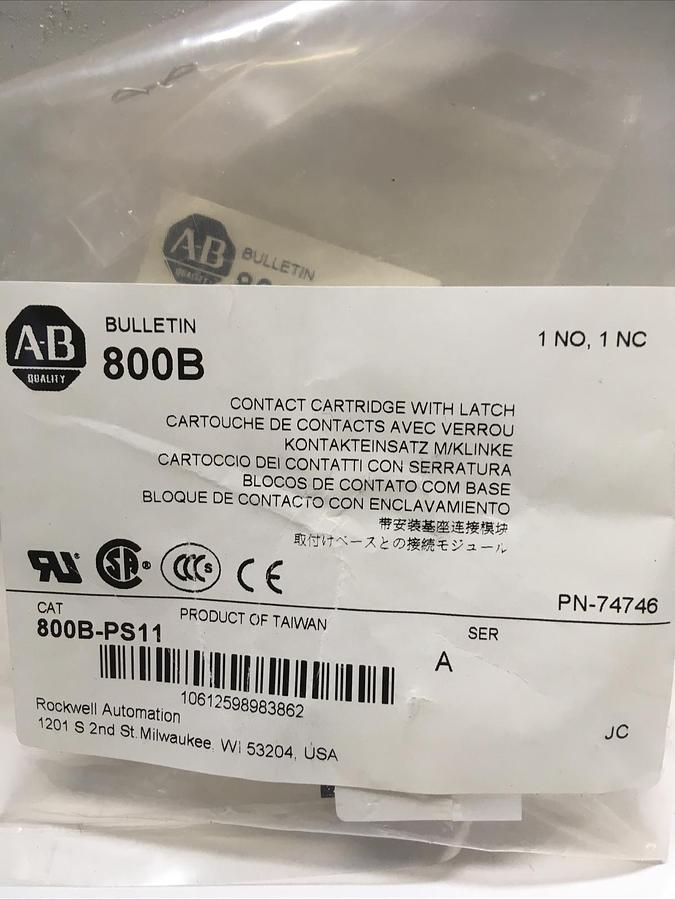 A-B
QUALITY
BULLETIN
A-B
QUALITY
BULLETIN
800B
1 NO, 1 NC
CONTACT CARTRIDGE WITH LATCH
CARTOUCHE DE CONTACTS AVEC VERROU
KONTAKTEINSATZ M/KLINKE
CARTOCCIO DEI CONTATTI CON SERRATURA
BLOCOS DE CONTATO COM BASE
BLOQUE DE CONTACTO CON ENCLAVAMIENTO
带安装基座连接模块
取付けベースとの接続モジュール
PN-74746
CAT
800B-PS11
PRODUCT OF TAIWAN
SER
A
10612598983862
Rockwell Automation
1201 S 2nd St. Milwaukee, WI 53204, USA
JC